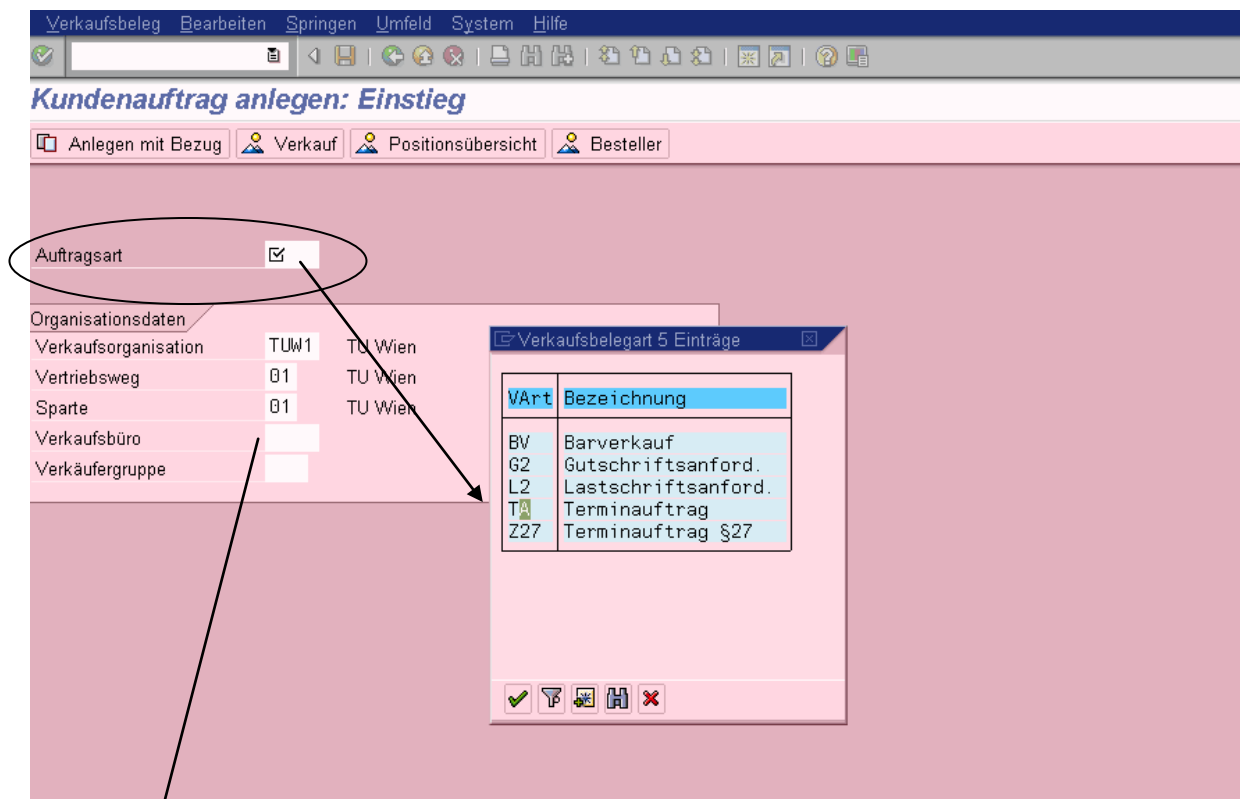 Verkaufsbeleg Bearbeiten Springen Umfeld System Hilfe
Kundenauftrag anlegen: Einstieg
Anlegen mit Bezug Verkauf Positionsübersicht Besteller
Auftragsart
Organisationsdaten
Verkaufsorganisation TUW1 TU Wien
Vertriebsweg 01 TU Wien
Sparte 01 TU Wien
Verkaufsbüro
Verkäufergruppe
Verkaufsbelegart 5 Einträge
VArt Bezeichnung
BV Barverkauf
G2 Gutschriftsanford.
L2 Lastschriftsanford.
TA Terminauftrag
Z27 Terminauftrag §27